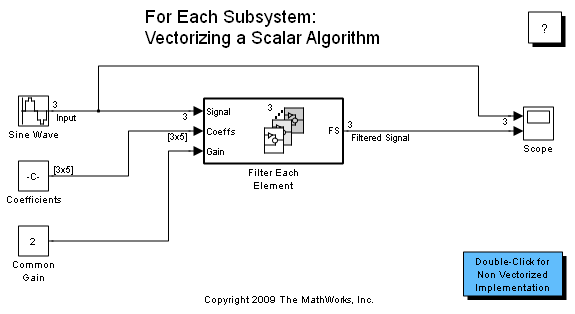 For Each Subsystem:
Vectorizing a Scalar Algorithm
?
3
Input
Sine Wave
3
Signal
[3x5]
Coeffs
Gain
3
FS
3
Filtered Signal
3
Scope
Filter Each
Element
-C-
[3x5]
Coefficients
2
Common
Gain
Double-Click for
Non Vectorized
Implementation
Copyright 2009 The MathWorks, Inc.